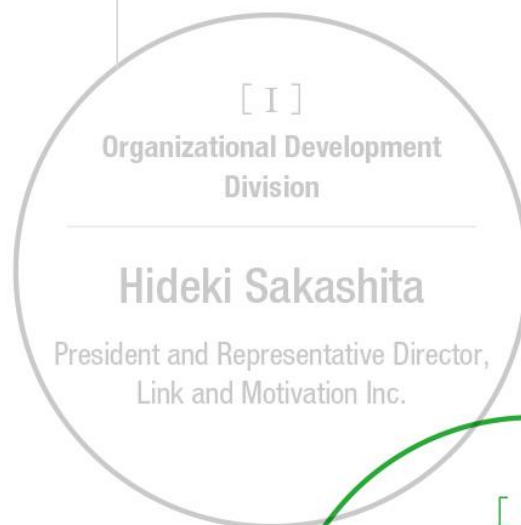 [ I ]
Organizational Development
Division
Hideki Sakashita
President and Representative Director,
Link and Motivation Inc.
[